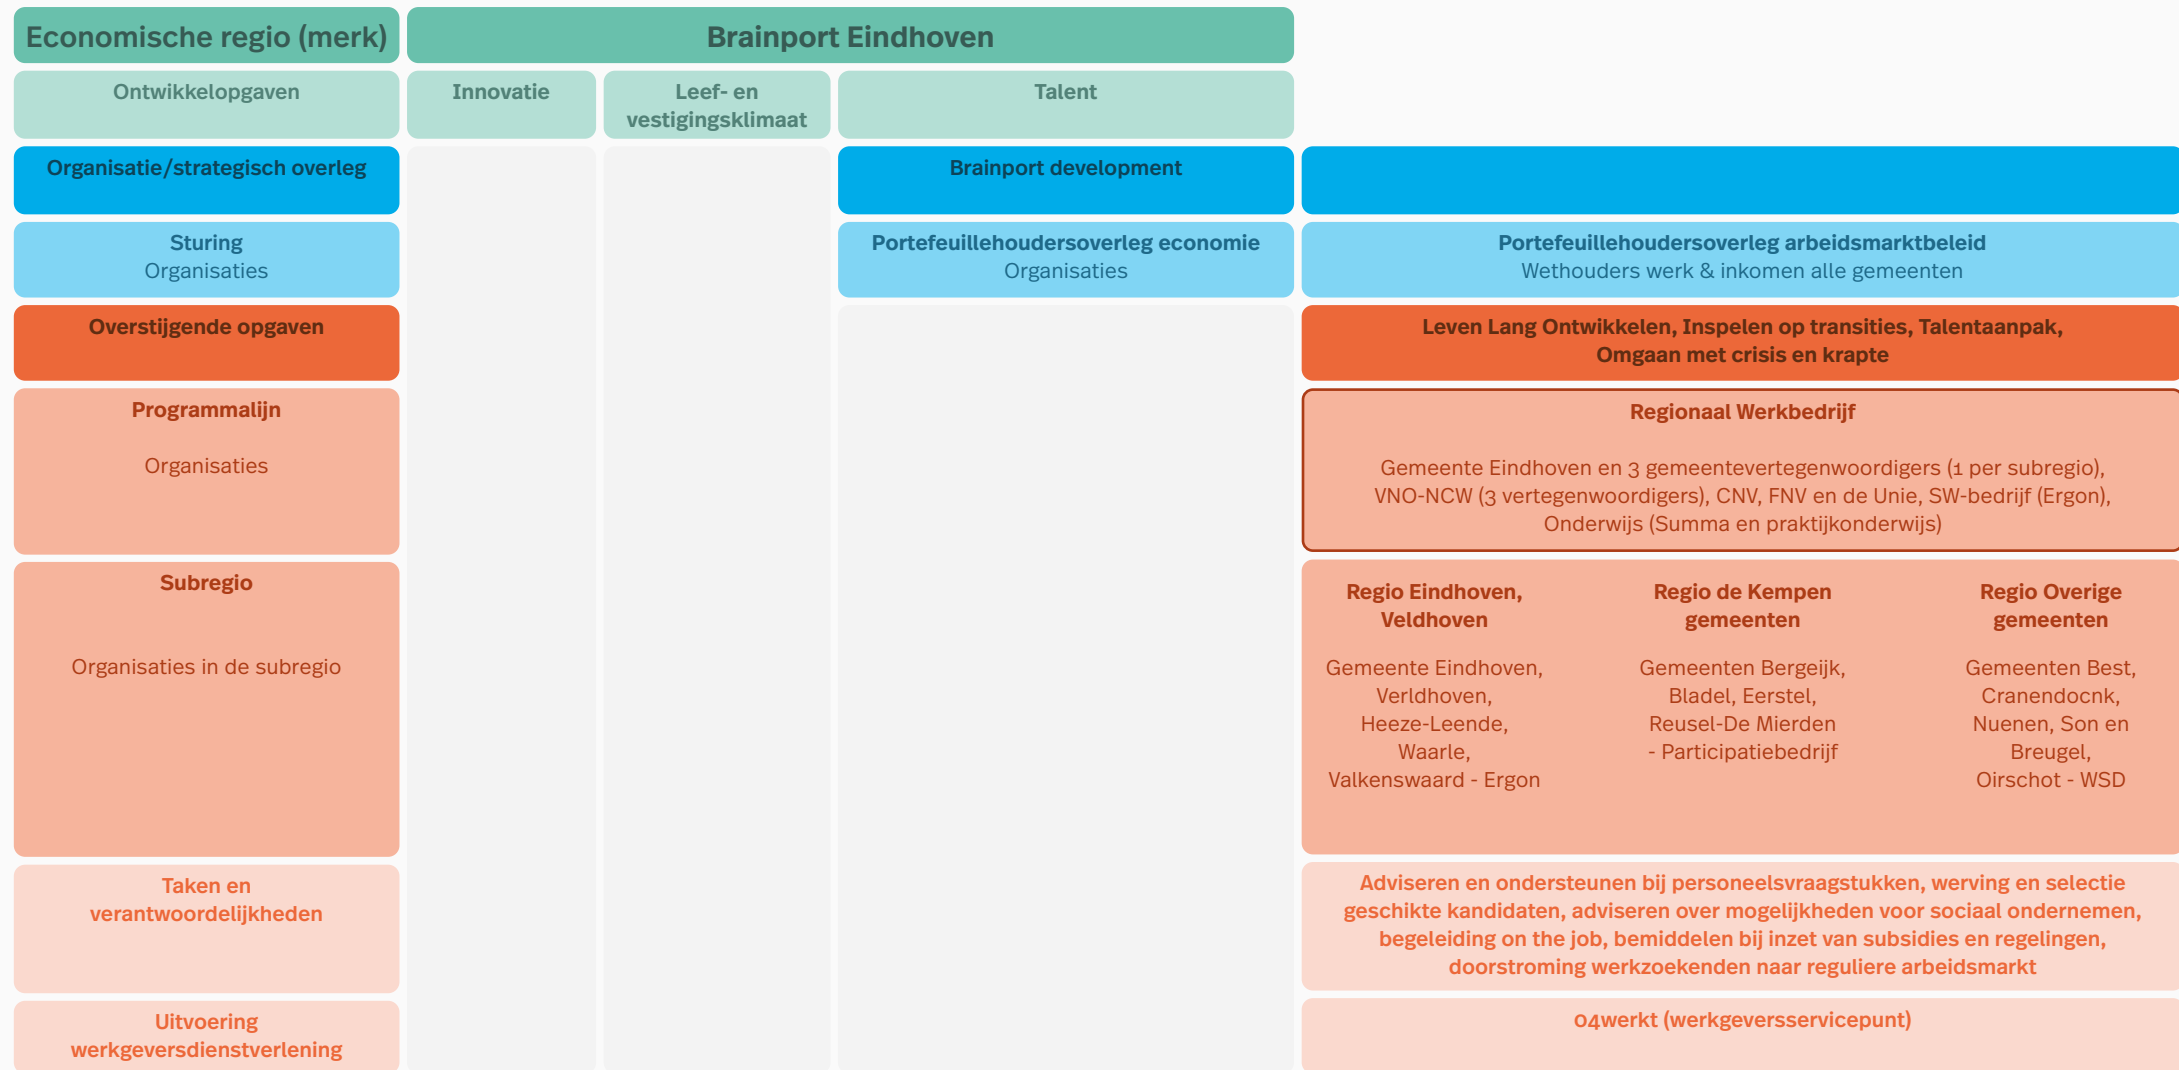 Economische regio (merk)
Brainport Eindhoven
Ontwikkelopgaven
Innovatie
Leef- en
vestigingsklimaat
Talent
Organisatie/strategisch overleg
Brainport development
Sturing
Organisaties
Portefeuillehoudersoverleg economie
Organisaties
Portefeuillehoudersoverleg arbeidsmarktbeleid
Wethouders werk & inkomen alle gemeenten
Overstijgende opgaven
Leven Lang Ontwikkelen, Inspelen op transities, Talentaanpak,
Omgaan met crisis en krapte
Programmalijn
Organisaties
Regionaal Werkbedrijf
Gemeente Eindhoven en 3 gemeentevertegenwoordigers (1 per subregio),
VNO-NCW (3 vertegenwoordigers), CNV, FNV en de Unie, SW-bedrijf (Ergon),
Onderwijs (Summa en praktijkonderwijs)
Subregio
Organisaties in de subregio
Regio Eindhoven,
Veldhoven
Gemeente Eindhoven,
Verldhoven,
Heeze-Leende,
Waarle,
Valkenswaard - Ergon
Regio de Kempen
gemeenten
Gemeenten Bergeijk,
Bladel, Eerstel,
Reusel-De Mierden
- Participatiebedrijf
Regio Overige
gemeenten
Gemeenten Best,
Cranendocnk,
Nuenen, Son en
Breugel,
Oirschot - WSD
Taken en
verantwoordelijkheden
Adviseren en ondersteunen bij personeelsvraagstukken, werving en selectie
geschikte kandidaten, adviseren over mogelijkheden voor sociaal ondernemen,
begeleiding on the job, bemiddelen bij inzet van subsidies en regelingen,
doorstroming werkzoekenden naar reguliere arbeidsmarkt
Uitvoering
werkgeversdienstverlening
04werkt (werkgeversservicepunt)